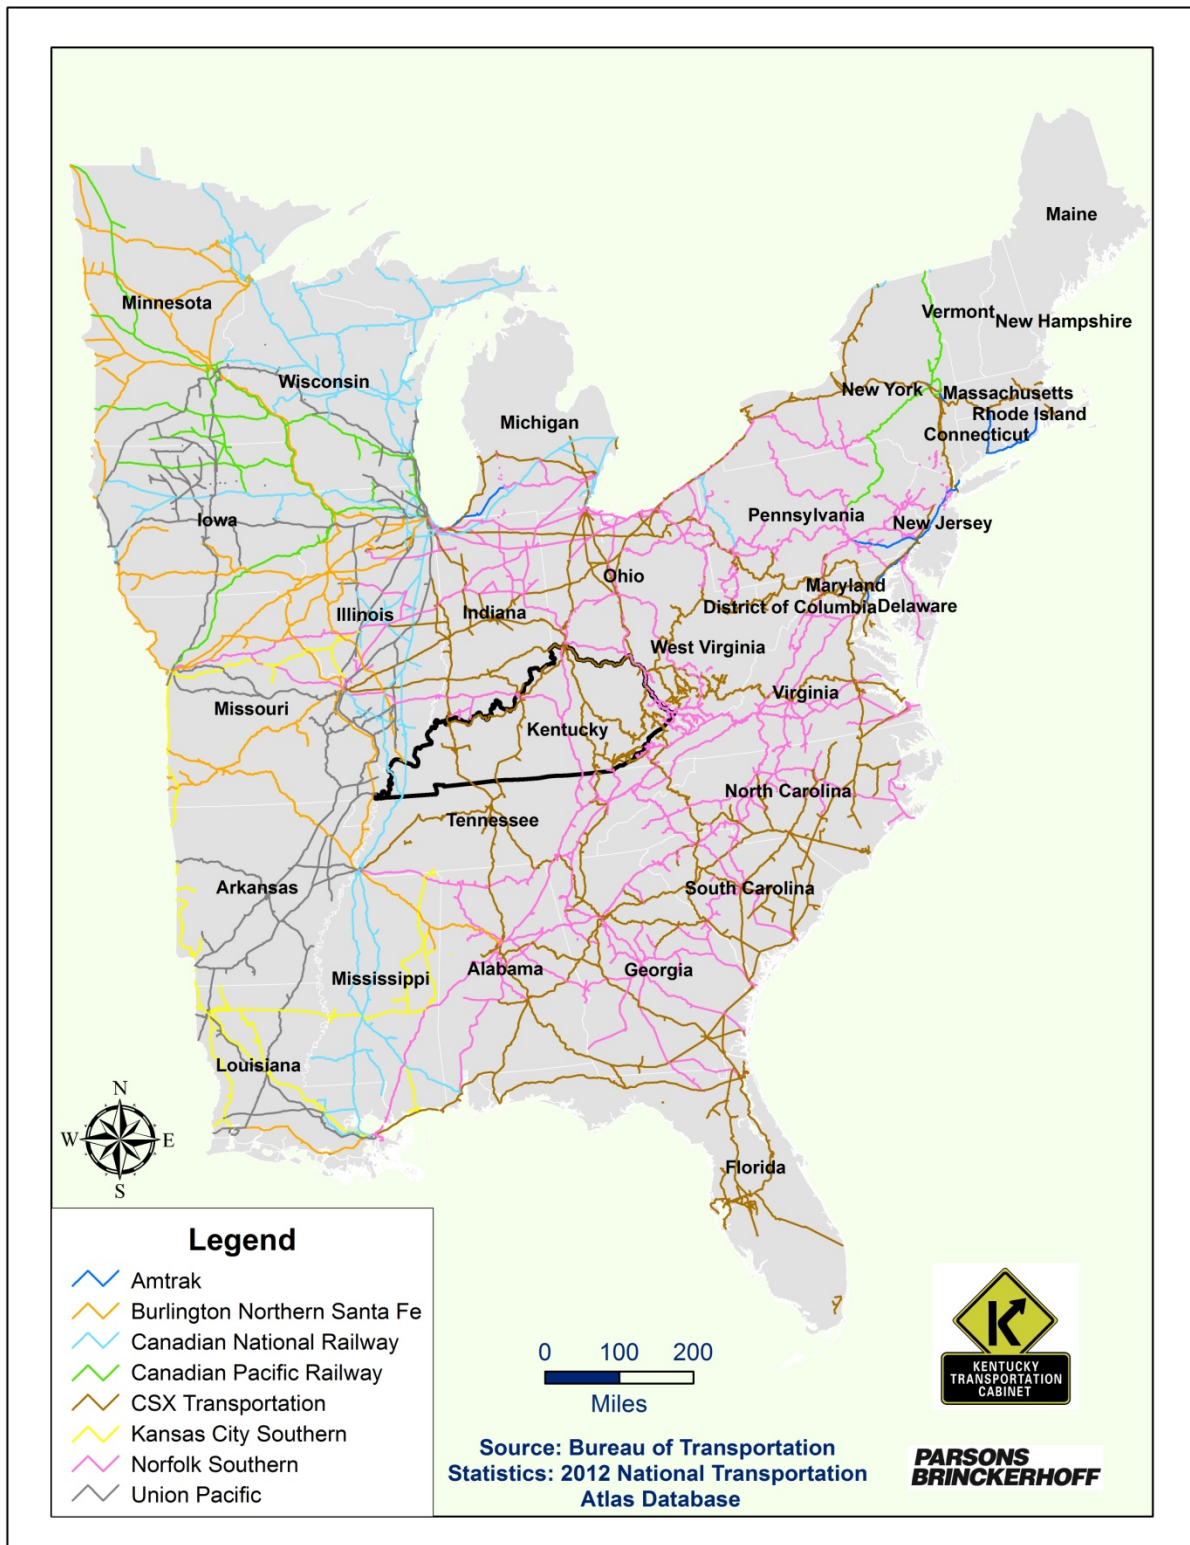 Maine
Minnesota
Vermont
New Hampshire
Wisconsin
New York
Massachusetts
Rhode Island
Michigan
Connecticut
Iowa
Pennsylvania
New Jersey
Ohio
Maryland
Illinois
Indiana
District of Columbia
Delaware
West Virginia
Missouri
Virginia
Kentucky
North Carolina
Tennessee
Arkansas
South Carolina
Mississippi
Alabama
Georgia
Louisiana
N
W
E
S
Florida
Legend
Amtrak
Burlington Northern Santa Fe
Canadian National Railway
Canadian Pacific Railway
CSX Transportation
Kansas City Southern
Norfolk Southern
Union Pacific
0 100 200
Miles
Source: Bureau of Transportation
Statistics: 2012 National Transportation
Atlas Database
K
KENTUCKY
TRANSPORTATION
CABINET
PARSONS
BRINCKERHOFF